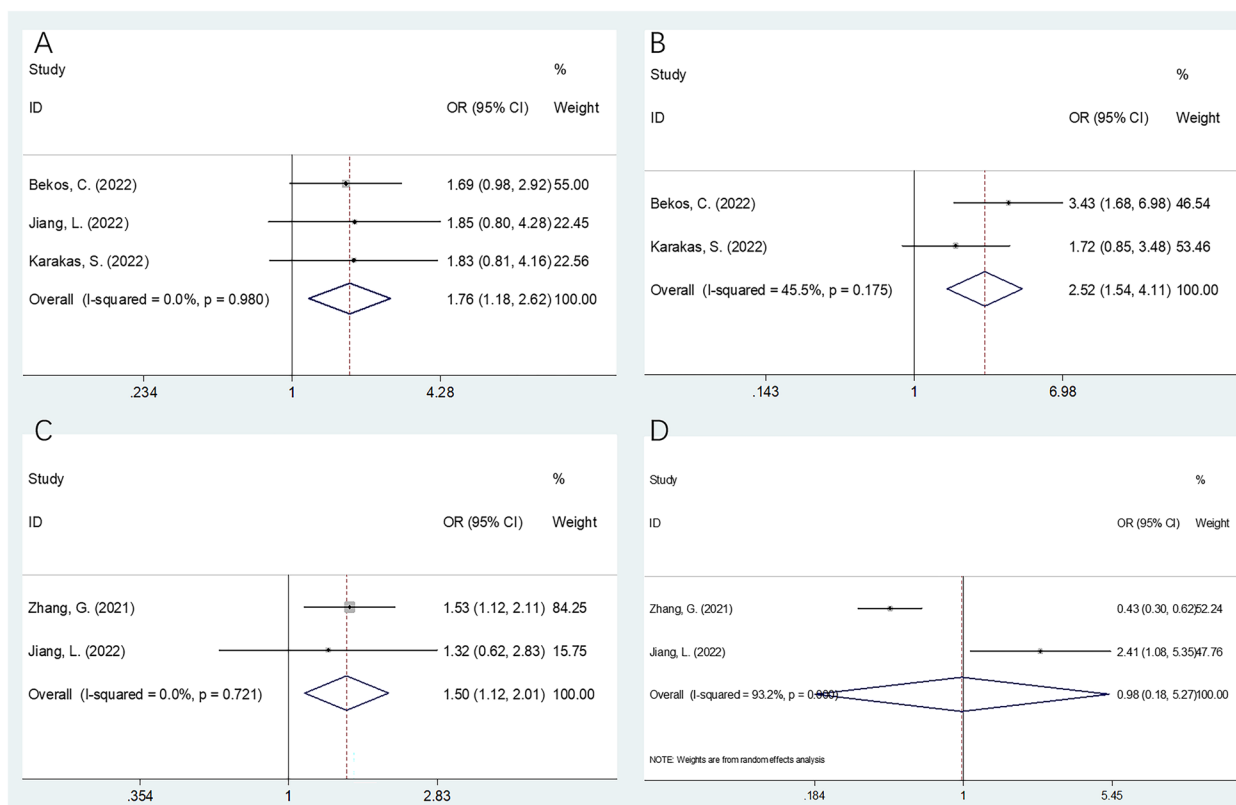 A
Study %
ID OR (95% CI) Weight
Bekos, C. (2022) 1.69 (0.98, 2.92) 55.00
Jiang, L. (2022) 1.85 (0.80, 4.28) 22.45
Karakas, S. (2022) 1.83 (0.81, 4.16) 22.56
Overall (I-squared = 0.0%, p = 0.980) 1.76 (1.18, 2.62) 100.00
.234 1 4.28
B
Study %
ID OR (95% CI) Weight
Bekos, C. (2022) 3.43 (1.68, 6.98) 46.54
Karakas, S. (2022) 1.72 (0.85, 3.48) 53.46
Overall (I-squared = 45.5%, p = 0.175) 2.52 (1.54, 4.11) 100.00
.143 1 6.98
C
Study %
ID OR (95% CI) Weight
Zhang, G. (2021) 1.53 (1.12, 2.11) 84.25
Jiang, L. (2022) 1.32 (0.62, 2.83) 15.75
Overall (I-squared = 0.0%, p = 0.721) 1.50 (1.12, 2.01) 100.00
.354 1 2.83
D
Study %
ID OR (95% CI) Weight
Zhang, G. (2021) 0.43 (0.30, 0.62) 52.24
Jiang, L. (2022) 2.41 (1.08, 5.35) 47.76
Overall (I-squared = 93.2%, p = 0.000) 0.98 (0.18, 5.27) 100.00
NOTE: Weights are from random effects analysis
.184 1 5.45